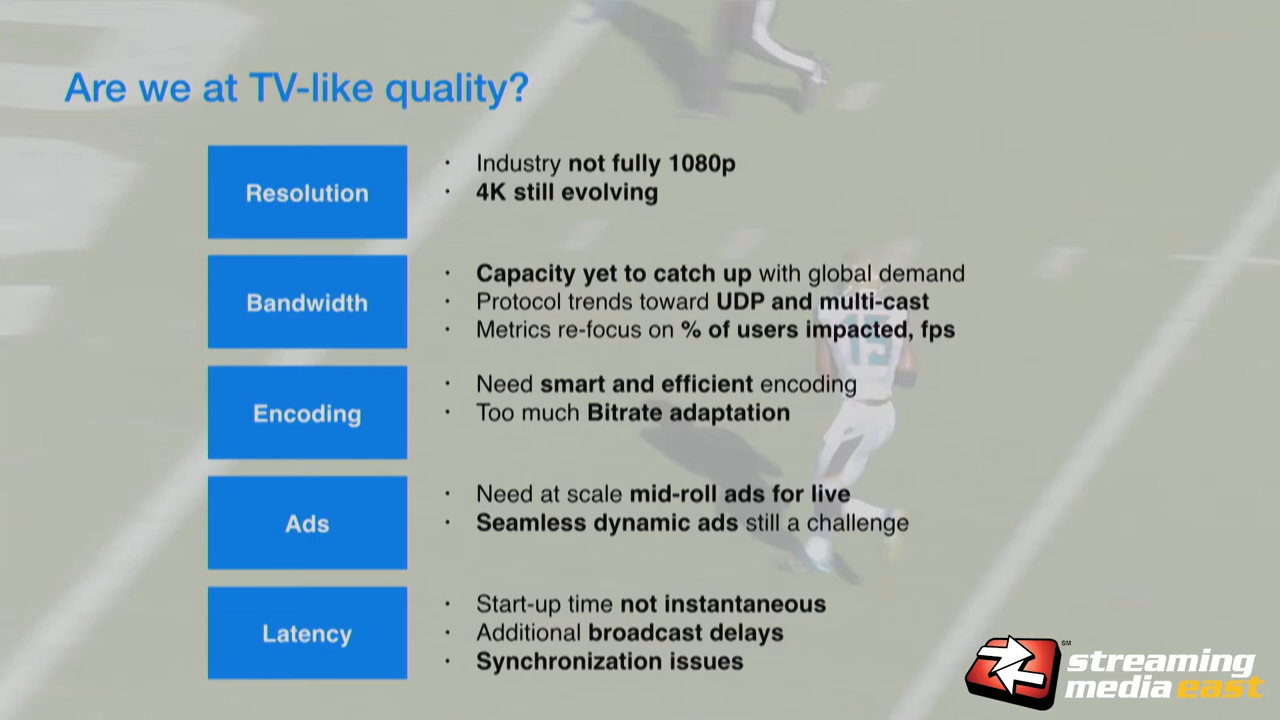 Are we at TV-like quality?
Resolution
· Industry not fully 1080p
· 4K still evolving
Bandwidth
· Capacity yet to catch up with global demand
· Protocol trends toward UDP and multi-cast
· Metrics re-focus on % of users impacted, fps
Encoding
· Need smart and efficient encoding
· Too much Bitrate adaptation
Ads
· Need at scale mid-roll ads for live
· Seamless dynamic ads still a challenge
Latency
· Start-up time not instantaneous
· Additional broadcast delays
· Synchronization issues
15
SM
streaming
media east